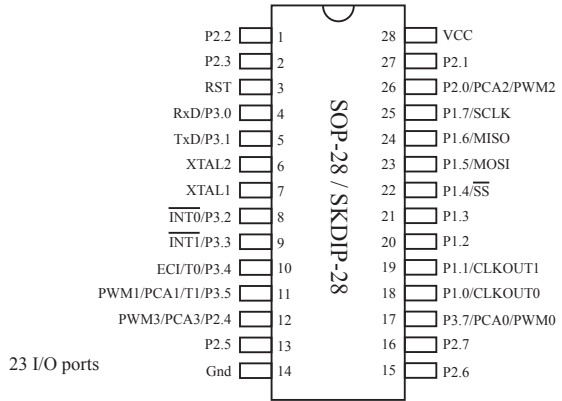 P2.2 1 28 VCC
P2.3 2 27 P2.1
RST 3 26 P2.0/PCA2/PWM2
RxD/P3.0 4 25 P1.7/SCLK
TxD/P3.1 5 24 P1.6/MISO
XTAL2 6 23 P1.5/MOSI
XTAL1 7 22 P1.4/SS
INT0/P3.2 8 21 P1.3
INT1/P3.3 9 20 P1.2
ECI/T0/P3.4 10 19 P1.1/CLKOUT1
PWM1/PCA1/T1/P3.5 11 18 P1.0/CLKOUT0
PWM3/PCA3/P2.4 12 17 P3.7/PCA0/PWM0
P2.5 13 16 P2.7
Gnd 14 15 P2.6
SOP-28 / SKDIP-28
23 I/O ports